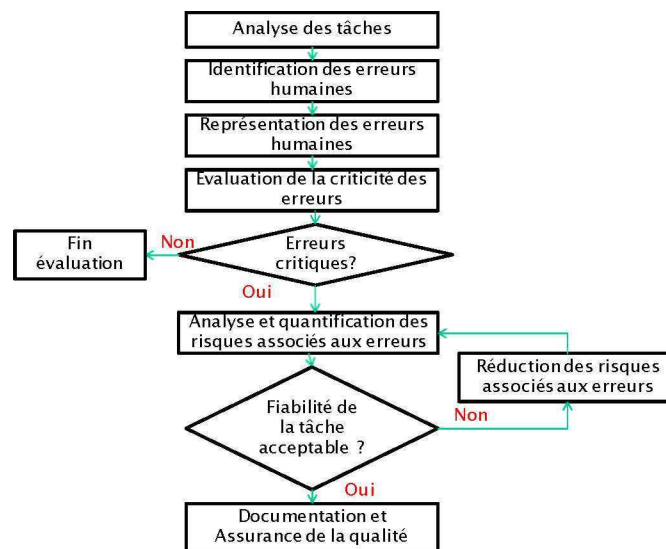 Analyse des tâches
Identification des erreurs
humaines
Représentation des erreurs
humaines
Evaluation de la criticité des
erreurs
Fin
évaluation
Non
Erreurs
critiques?
Oui
Analyse et quantification des
risques associés aux erreurs
Réduction des risques
associés aux erreurs
Fiabilité de
la tâche
acceptable ?
Non
Oui
Documentation et
Assurance de la qualité